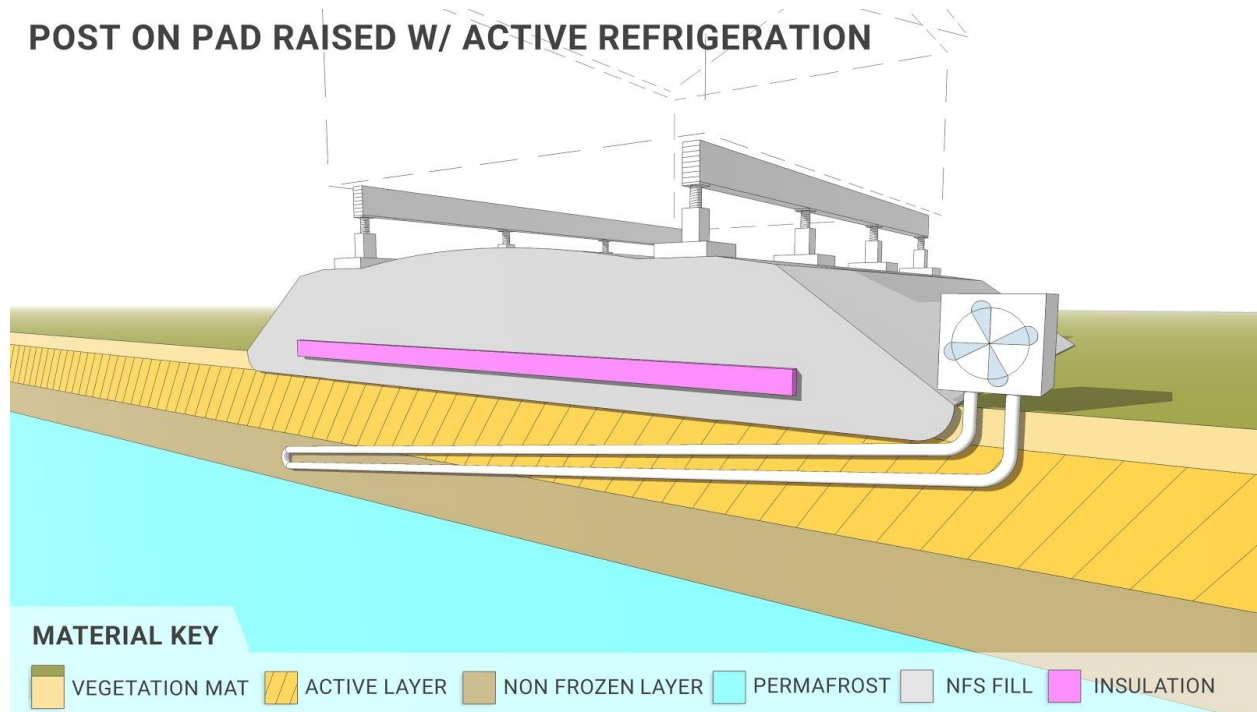 POST ON PAD RAISED W/ ACTIVE REFRIGERATION
MATERIAL KEY
VEGETATION MAT ACTIVE LAYER NON FROZEN LAYER PERMAFROST NFS FILL INSULATION